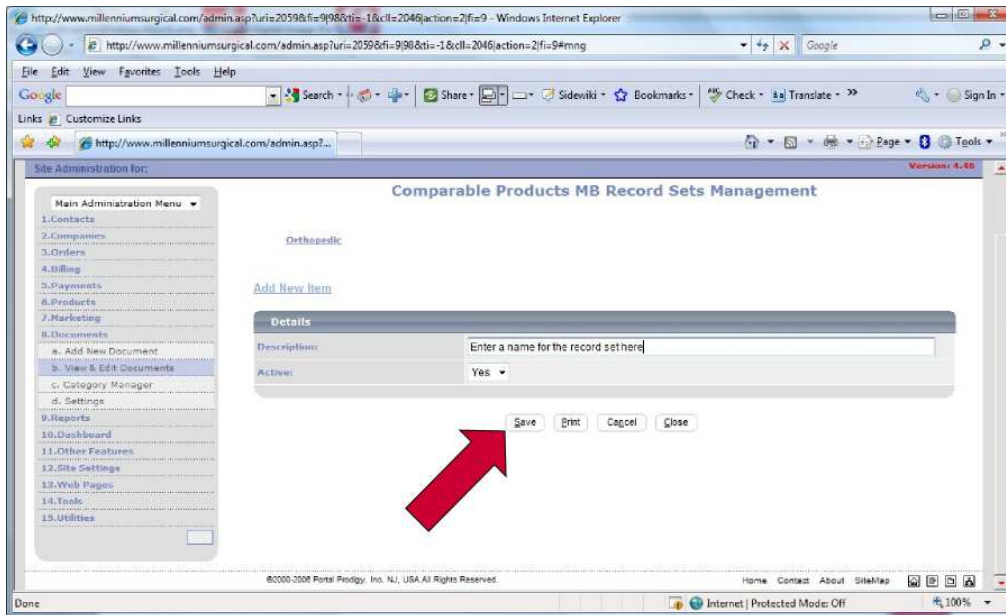 http://www.millenniumsurgical.com/admin.asp?uri=2059&fi=9|98&ti=-1&cll=2046|action=2|fi=9 - Windows Internet Explorer
http://www.millenniumsurgical.com/admin.asp?uri=2059&fi=9|98&ti=-1&cll=2046|action=2|fi=9#mng
Google
File Edit View Favorites Tools Help
Google Search Share Sidewiki Bookmarks Check Translate Sign In
Links Customize Links
http://www.millenniumsurgical.com/admin.asp?... Page Tools
Site Administration for: Version: 4.46
Comparable Products MB Record Sets Management
Main Administration Menu
1.Contacts
2.Companies
3.Orders
4.Billing
5.Payments
6.Products
7.Marketing
8.Documents
a. Add New Document
b. View & Edit Documents
c. Category Manager
d. Settings
9.Reports
10.Dashboard
11.Other Features
12.Site Settings
13.Web Pages
14.Tools
15.Utilities
Orthopedic
Add New Item
Details
Description: Enter a name for the record set here
Active: Yes
Save Print Cancel Close
©2000-2008 Portal Prodigy, Inc. NJ, USA. All Rights Reserved. Home Contact About SiteMap
Done Internet | Protected Mode: Off 100%